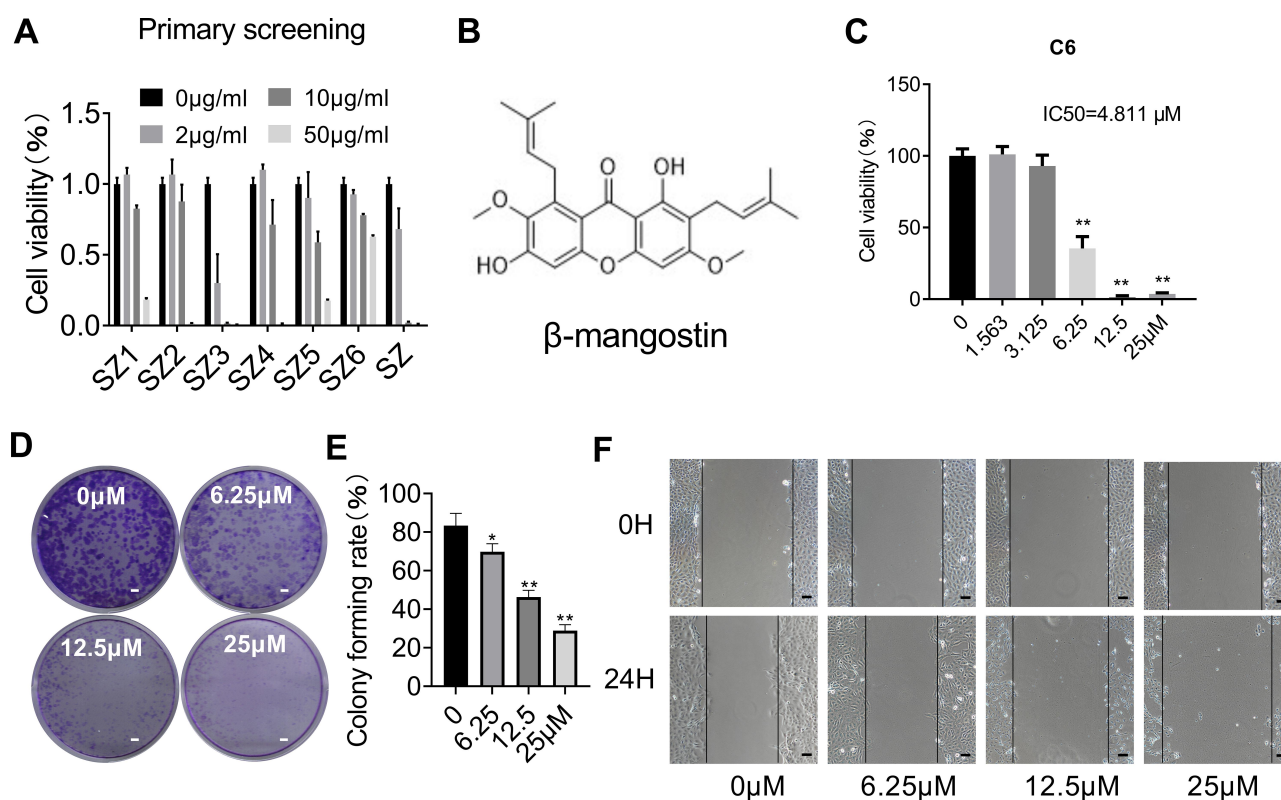 A
Primary screening
0μg/ml
10μg/ml
2μg/ml
50μg/ml
Cell viability(%)
1.5
1.0
0.5
0.0
SZ1
SZ2
SZ3
SZ4
SZ5
SZ6
SZ
B
O
OH
O
HO
O
O
β-mangostin
C
C6
IC50=4.811 μM
Cell viability(%)
150
100
50
0
**
**
**
0
1.563
3.125
6.25
12.5
25μM
D
0μM
6.25μM
12.5μM
25μM
E
Colony forming rate(%)
100
80
60
40
20
0
*
**
**
0
6.25
12.5
25μM
F
0H
24H
0μM
6.25μM
12.5μM
25μM